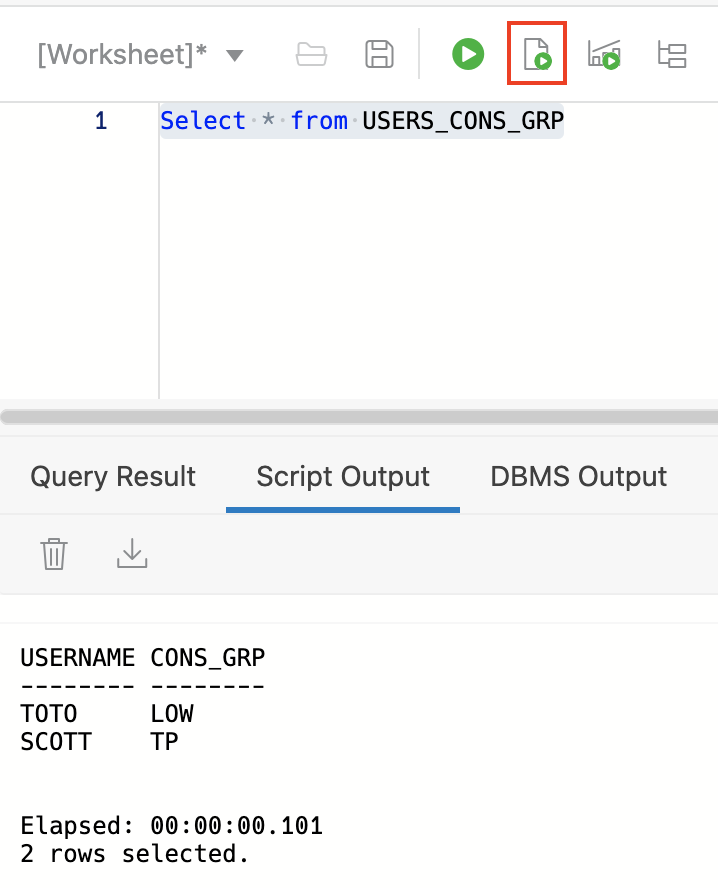 [Worksheet]*
1 Select * from USERS_CONS_GRP
Query Result Script Output DBMS Output
USERNAME CONS_GRP
-------- --------
TOTO     LOW
SCOTT    TP
Elapsed: 00:00:00.101
2 rows selected.